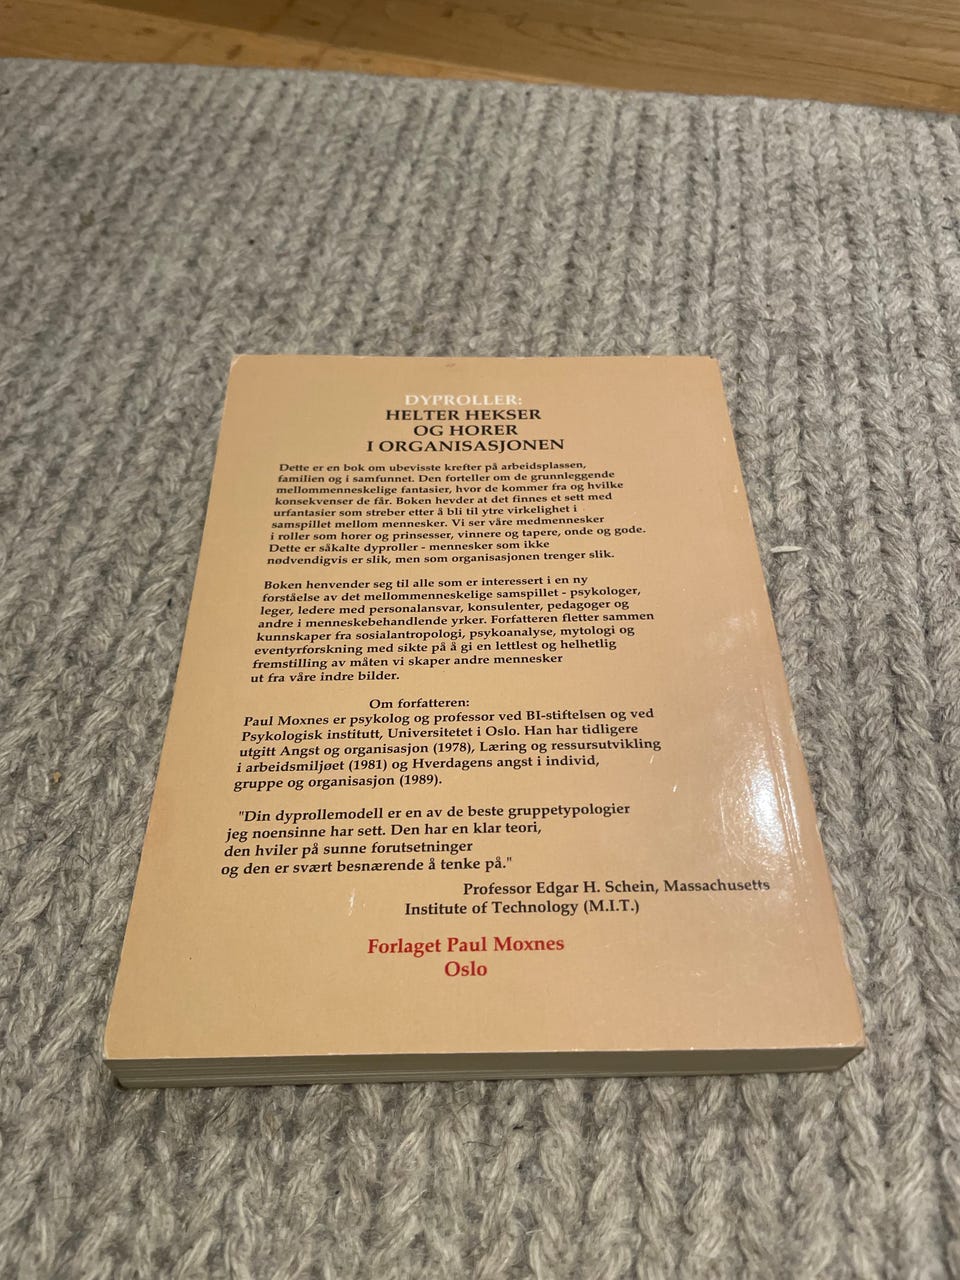 DYPROLLER:
HELTER HEKSER
OG HORER
I ORGANISASJONEN
Dette er en bok om ubevisste krefter på arbeidsplassen,
familien og i samfunnet. Den forteller om de grunnleggende
mellommenneskelige fantasier, hvor de kommer fra og hvilke
konsekvenser de får. Boken hevder at det finnes et sett med
urfantasier som streber etter å bli til ytre virkelighet i
samspillet mellom mennesker. Vi ser våre medmennesker
i roller som horer og prinsesser, vinnere og tapere, onde og gode.
Dette er såkalte dyproller - mennesker som ikke
nødvendigvis er slik, men som organisasjonen trenger slik.
Boken henvender seg til alle som er interessert i en ny
forståelse av det mellommenneskelige samspillet - psykologer,
leger, ledere med personalansvar, konsulenter, pedagoger og
andre i menneskebehandlende yrker. Forfatteren fletter sammen
kunnskaper fra sosialantropologi, psykoanalyse, mytologi og
eventyrforskning med sikte på å gi en lettlest og helhetlig
fremstilling av måten vi skaper andre mennesker
ut fra våre indre bilder.
Om forfatteren:
Paul Moxnes er psykolog og professor ved BI-stiftelsen og ved
Psykologisk institutt, Universitetet i Oslo. Han har tidligere
utgitt Angst og organisasjon (1978), Læring og ressursutvikling
i arbeidsmiljøet (1981) og Hverdagens angst i individ,
gruppe og organisasjon (1989).
"Din dyprollemodell er en av de beste gruppetypologier
jeg noensinne har sett. Den har en klar teori,
den hviler på sunne forutsetninger
og den er svært besnærende å tenke på."
Professor Edgar H. Schein, Massachusetts
Institute of Technology (M.I.T.)
Forlaget Paul Moxnes
Oslo